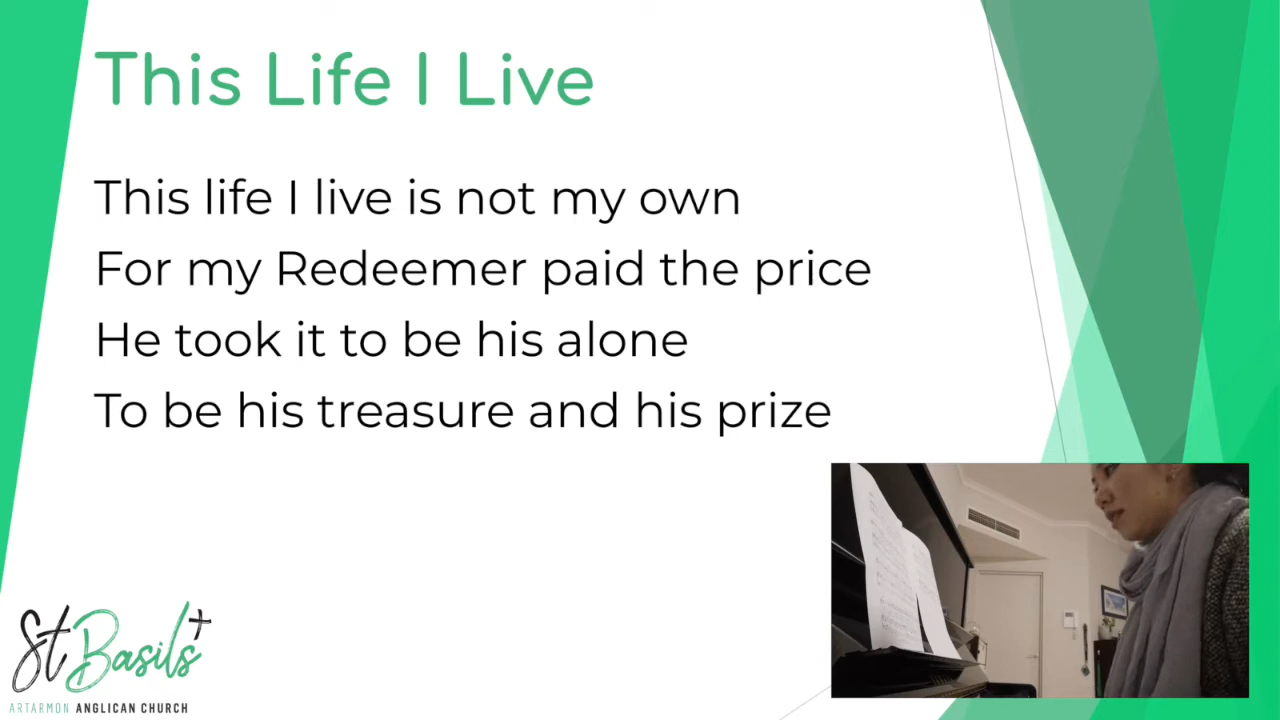 This Life I Live
This life I live is not my own
For my Redeemer paid the price
He took it to be his alone
To be his treasure and his prize
St Basils
ARTARMON ANGLICAN CHURCH